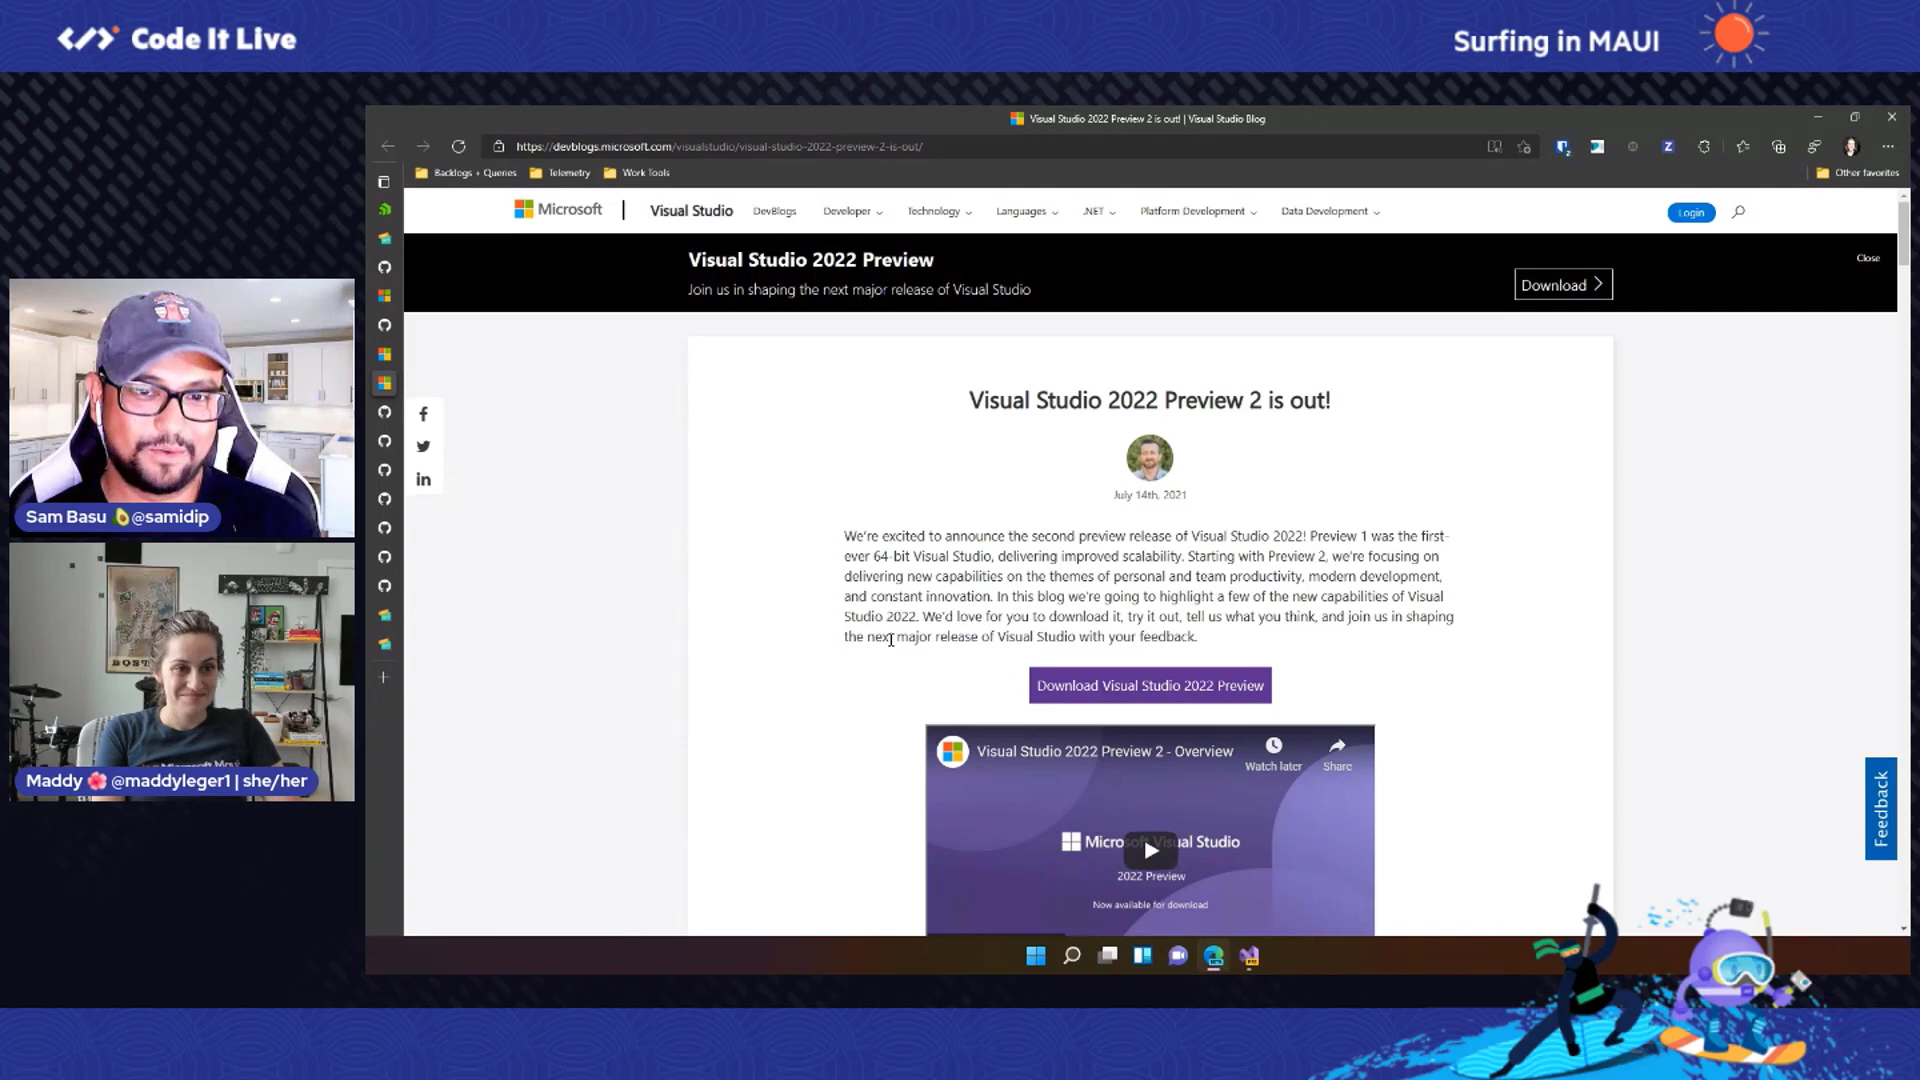 Code It Live
Surfing in MAUI
Visual Studio 2022 Preview 2 is out! | Visual Studio Blog
https://devblogs.microsoft.com/visualstudio/visual-studio-2022-preview-2-is-out/
Backlogs + Queries
Telemetry
Work Tools
Other favorites
Microsoft
Visual Studio
DevBlogs
Developer
Technology
Languages
.NET
Platform Development
Data Development
Login
Visual Studio 2022 Preview
Join us in shaping the next major release of Visual Studio
Close
Download
Visual Studio 2022 Preview 2 is out!
July 14th, 2021
We're excited to announce the second preview release of Visual Studio 2022! Preview 1 was the first-
ever 64-bit Visual Studio, delivering improved scalability. Starting with Preview 2, we're focusing on
delivering new capabilities on the themes of personal and team productivity, modern development,
and constant innovation. In this blog we're going to highlight a few of the new capabilities of Visual
Studio 2022. We'd love for you to download it, try it out, tell us what you think, and join us in shaping
the next major release of Visual Studio with your feedback.
Download Visual Studio 2022 Preview
Visual Studio 2022 Preview 2 - Overview
Watch later
Share
Microsoft Visual Studio
2022 Preview
Now available for download
Feedback
Sam Basu 🥑@samidip
BOST
Maddy 🌺 @maddyleger1 | she/her